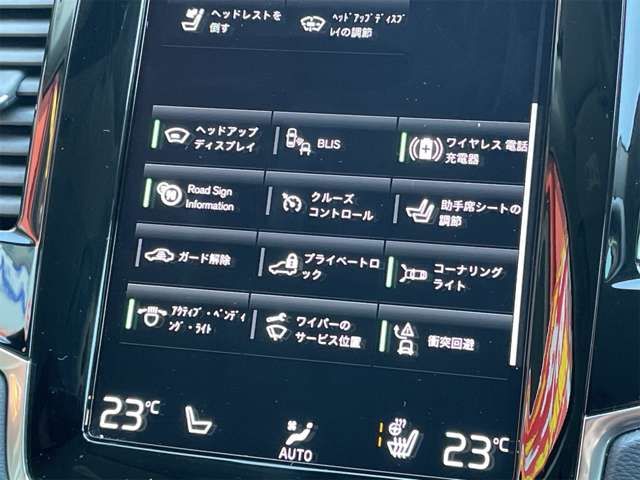 ヘッドレストを
倒す
ﾍｯﾄﾞｱｯﾌﾟﾃﾞｨｽﾌﾟ
ﾚｲの調節
ヘッドアップ
ディスプレイ
BLIS
ワイヤレス 電話
充電器
Road Sign
Information
クルーズ
コントロール
助手席シートの
調節
ガード解除
プライベートロ
ック
コーナリング
ライト
ｱｸﾃｨﾌﾞ・ﾍﾞﾝﾃﾞｨ
ﾝｸﾞ・ﾗｲﾄ
ワイパーの
サービス位置
衝突回避
23°C
AUTO
23°C